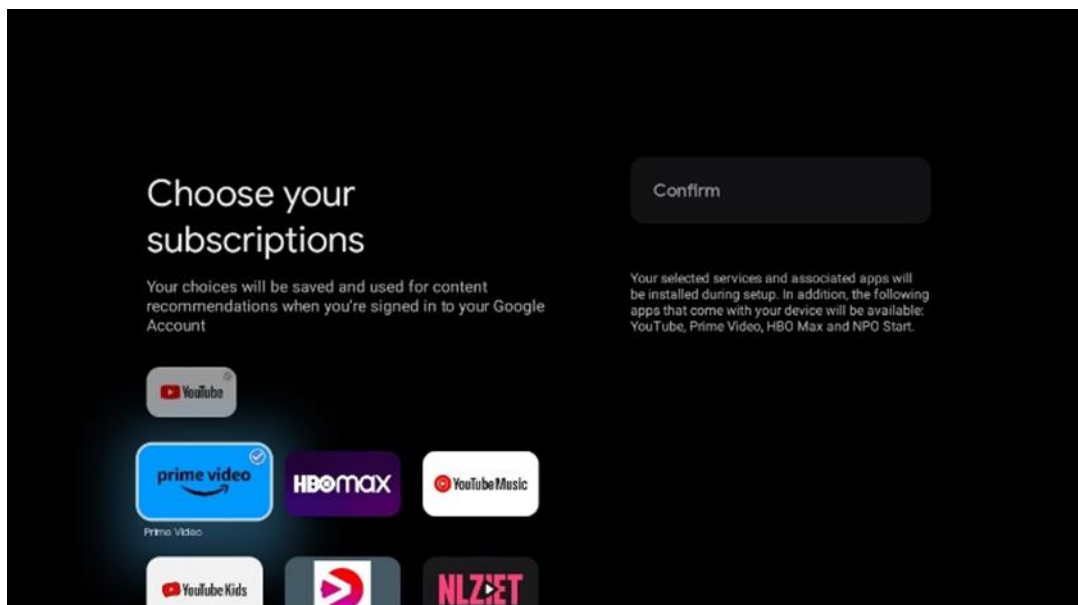 Choose your
subscriptions
Your choices will be saved and used for content
recommendations when you're signed in to your Google
Account
YouTube
prime video
HBOmax
YouTube Music
Prime Video
YouTube Kids
NLZIET
Confirm
Your selected services and associated apps will
be installed during setup. In addition, the following
apps that come with your device will be available:
YouTube, Prime Video, HBO Max and NPO Start.